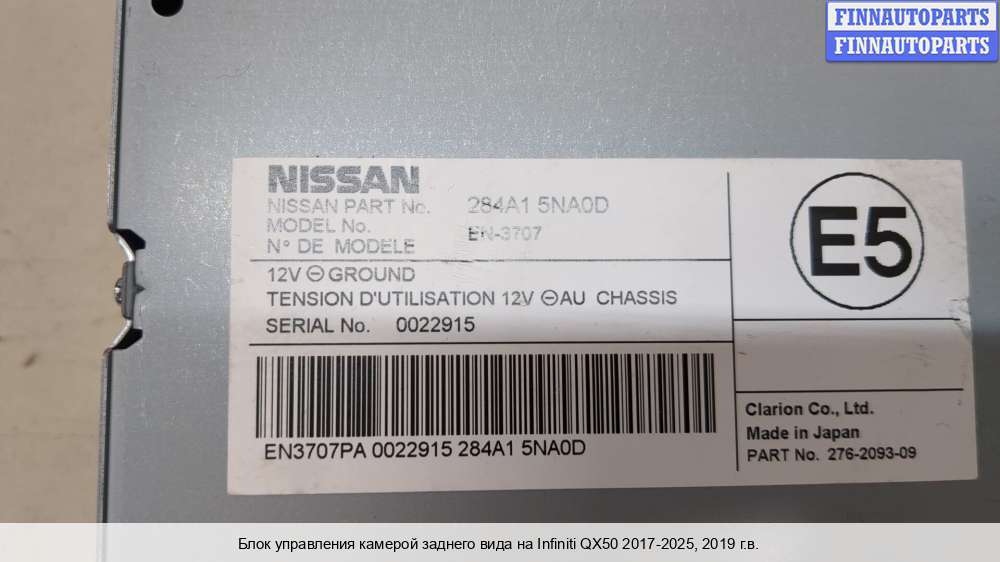 FINNAUTOPARTS
FINNAUTOPARTS
NISSAN
NISSAN PART No. 284A1 5NA0D
MODEL No.
N° DE MODELE EN-3707
12V ⊖ GROUND
TENSION D'UTILISATION 12V ⊖ AU CHASSIS
SERIAL No. 0022915
EN3707PA 0022915 284A1 5NA0D
E5
Clarion Co., Ltd.
Made in Japan
PART No. 276-2093-09
Блок управления камерой заднего вида на Infiniti QX50 2017-2025, 2019 г.в.